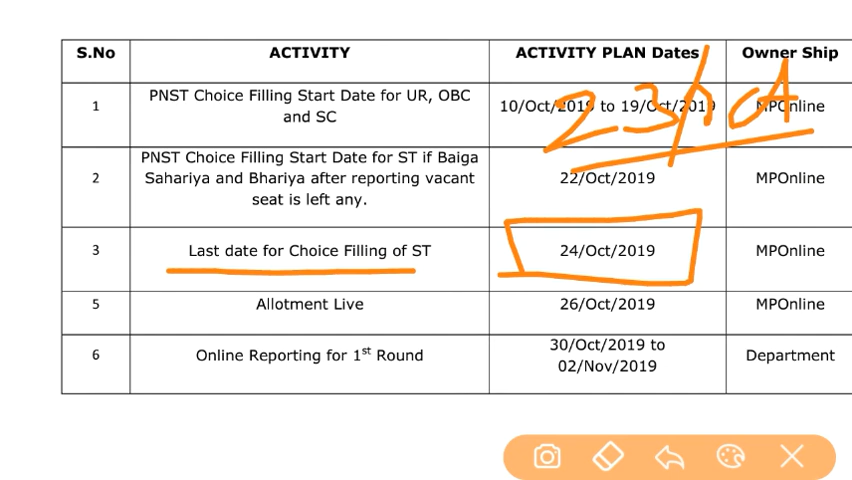 S.No ACTIVITY ACTIVITY PLAN Dates Owner Ship
1 PNST Choice Filling Start Date for UR, OBC and SC 10/Oct/2019 to 19/Oct/2019 MPOnline
2 PNST Choice Filling Start Date for ST if Baiga
Sahariya and Bhariya after reporting vacant
seat is left any. 22/Oct/2019 MPOnline
3 Last date for Choice Filling of ST 24/Oct/2019 MPOnline
5 Allotment Live 26/Oct/2019 MPOnline
6 Online Reporting for 1st Round 30/Oct/2019 to
02/Nov/2019 Department